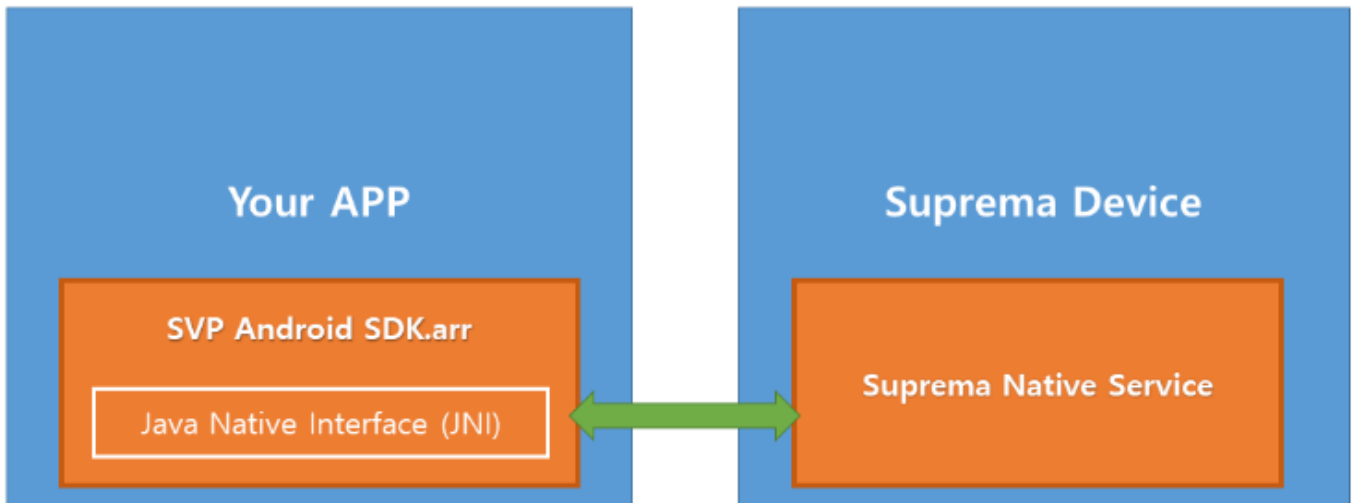 Your APP
SVP Android SDK.arr
Java Native Interface (JNI)
Suprema Device
Suprema Native Service